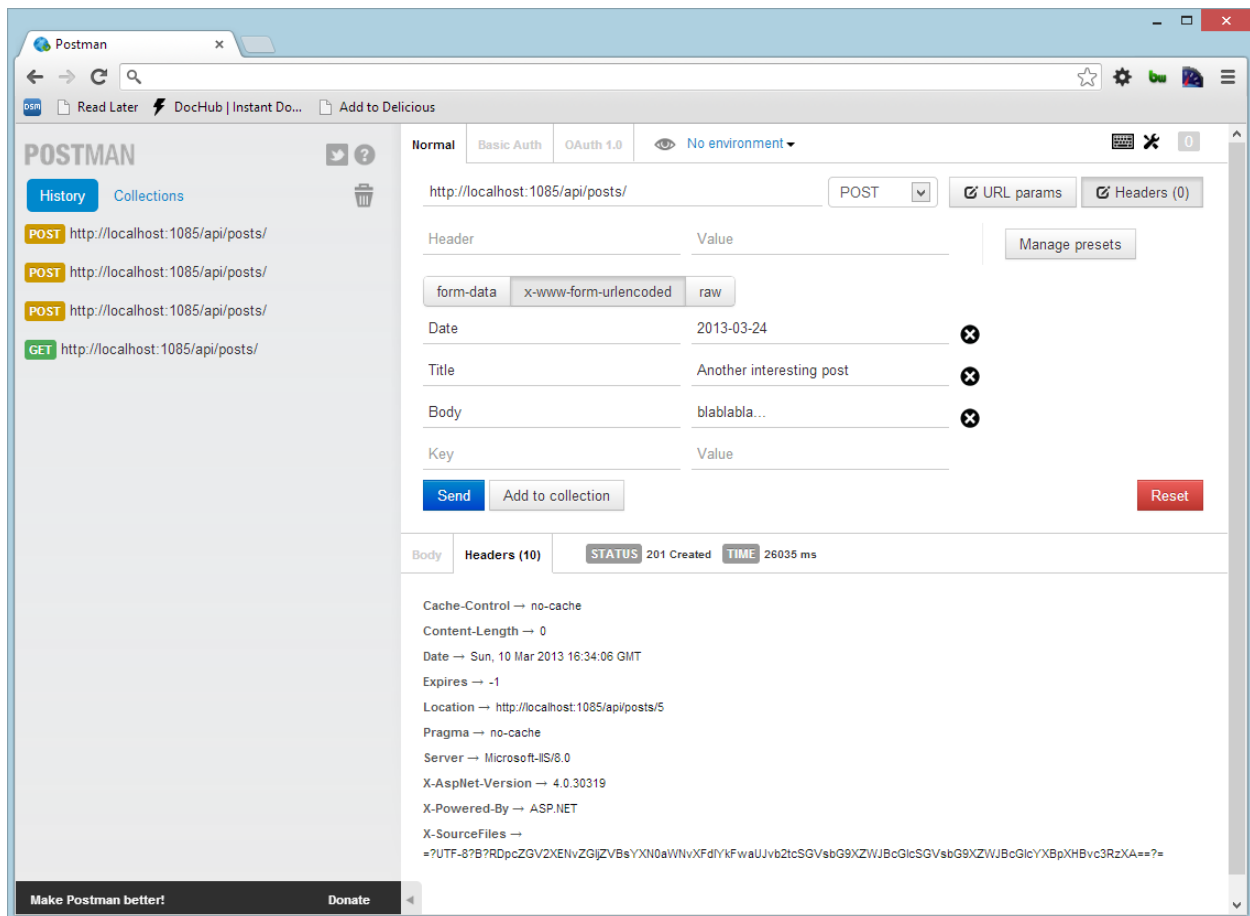 Postman
Read Later DocHub | Instant Do... Add to Delicious
POSTMAN
History Collections
POST http://localhost:1085/api/posts/
POST http://localhost:1085/api/posts/
POST http://localhost:1085/api/posts/
GET http://localhost:1085/api/posts/
Make Postman better! Donate
Normal Basic Auth OAuth 1.0 No environment 0
http://localhost:1085/api/posts/ POST URL params Headers (0)
Header Value Manage presets
form-data x-www-form-urlencoded raw
Date 2013-03-24
Title Another interesting post
Body blablabla...
Key Value
Send Add to collection Reset
Body Headers (10) STATUS 201 Created TIME 26035 ms
Cache-Control → no-cache
Content-Length → 0
Date → Sun, 10 Mar 2013 16:34:06 GMT
Expires → -1
Location → http://localhost:1085/api/posts/5
Pragma → no-cache
Server → Microsoft-IIS/8.0
X-AspNet-Version → 4.0.30319
X-Powered-By → ASP.NET
X-SourceFiles →